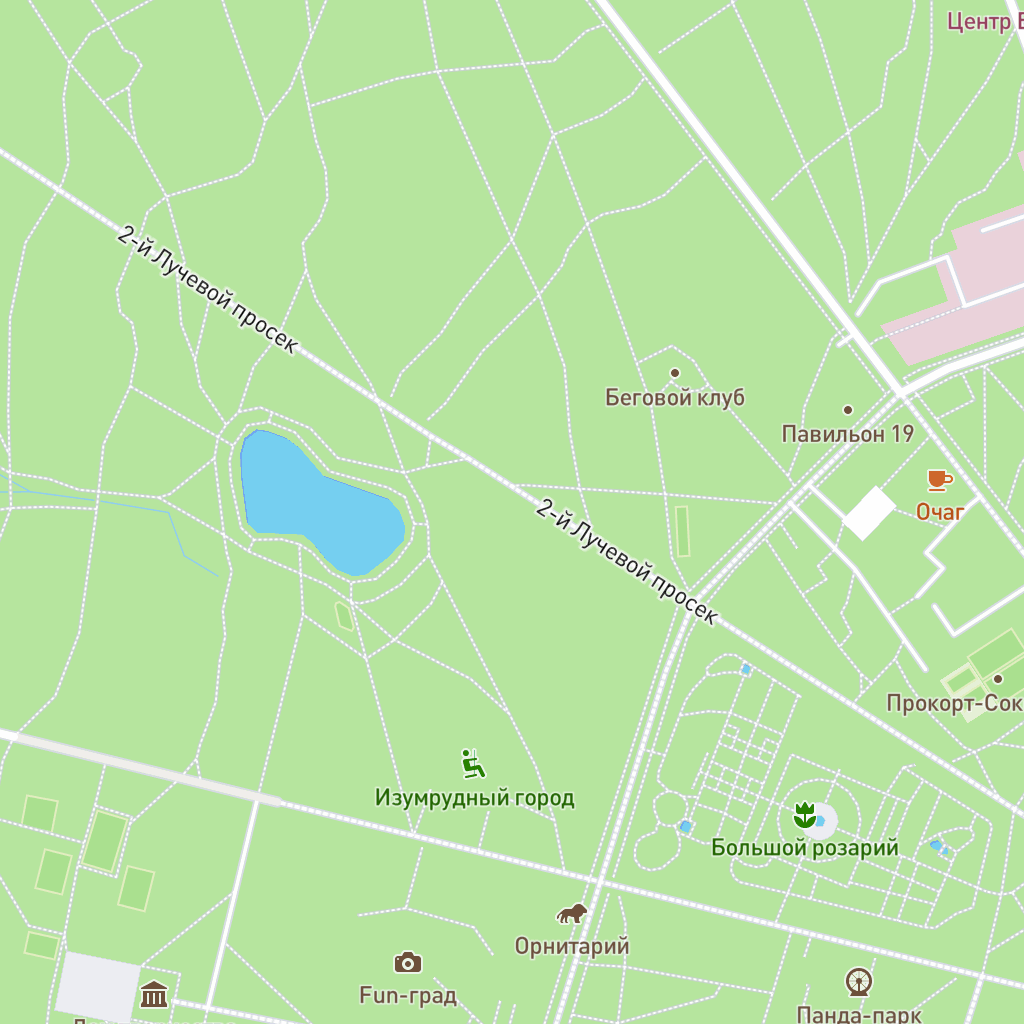 Центр
2-й Лучевой просек
Беговой клуб
Павильон 19
Очаг
2-й Лучевой просек
Прокорт-Сок
Изумрудный город
Большой розарий
Орнитарий
Fun-град
Панда-парк